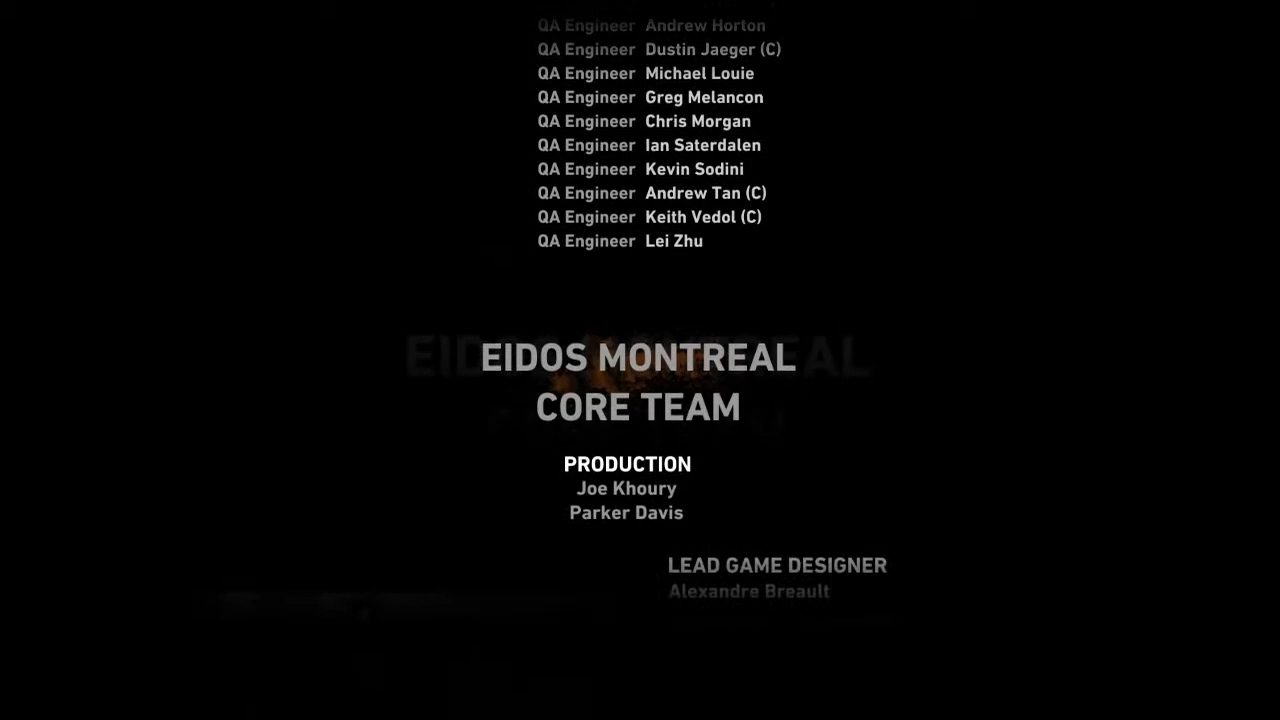 QA Engineer Andrew Horton
QA Engineer Dustin Jaeger (C)
QA Engineer Michael Louie
QA Engineer Greg Melancon
QA Engineer Chris Morgan
QA Engineer Ian Saterdalen
QA Engineer Kevin Sodini
QA Engineer Andrew Tan (C)
QA Engineer Keith Vedol (C)
QA Engineer Lei Zhu
EIDOS MONTREAL
CORE TEAM
PRODUCTION
Joe Khoury
Parker Davis
LEAD GAME DESIGNER
Alexandre Breault